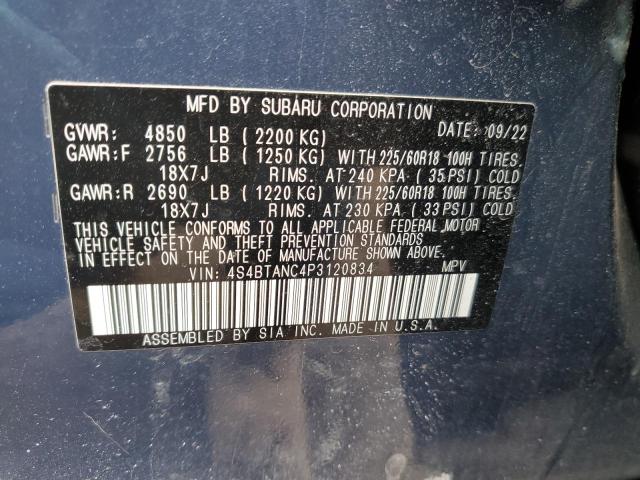 MFD BY SUBARU CORPORATION
GVWR: 4850 LB (2200 KG) DATE: 09/22
GAWR:F 2756 LB (1250 KG) WITH 225/60R18 100H TIRES.
18X7J RIMS. AT 240 KPA (35 PSI) COLD
GAWR:R 2690 LB (1220 KG) WITH 225/60R18 100H TIRES.
18X7J RIMS. AT 230 KPA (33 PSI) COLD
THIS VEHICLE CONFORMS TO ALL APPLICABLE FEDERAL MOTOR
VEHICLE SAFETY AND THEFT PREVENTION STANDARDS
IN EFFECT ON THE DATE OF MANUFACTURE SHOWN ABOVE.
VIN: 4S4BTANC4P3120834 MPV
ASSEMBLED BY SIA INC. MADE IN U.S.A.